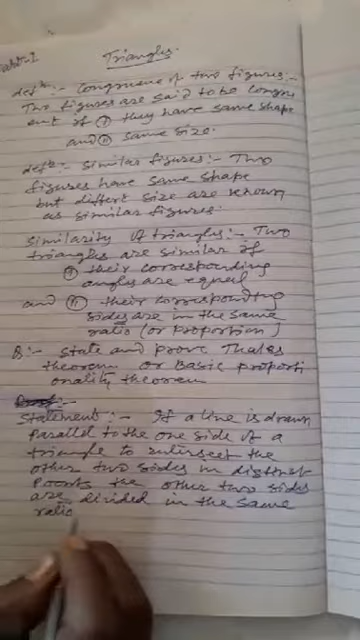 Part-I
Triangles.
defⁿ:- Congruence of two figures:-
Two figures are said to be congru
ent if (i) they have same shape
and (ii) same size.
defⁿ:- Similar figures:- Two
figures have same shape
but differt size are known
as similar figures.
Similarity of triangles:- Two
triangles are similar if
(i) their corresponding
angles are equal
and (ii) their corresponding
sides are in the same
ratio (or proportion)
Q:- State and prove Thales
theorem or Basic proporti
onality theorem
Statement:- If a line is drawn
parallel to the one side of a
triangle to intersect the
other two sides in distinct
points the other two sides
are divided in the same
ratio